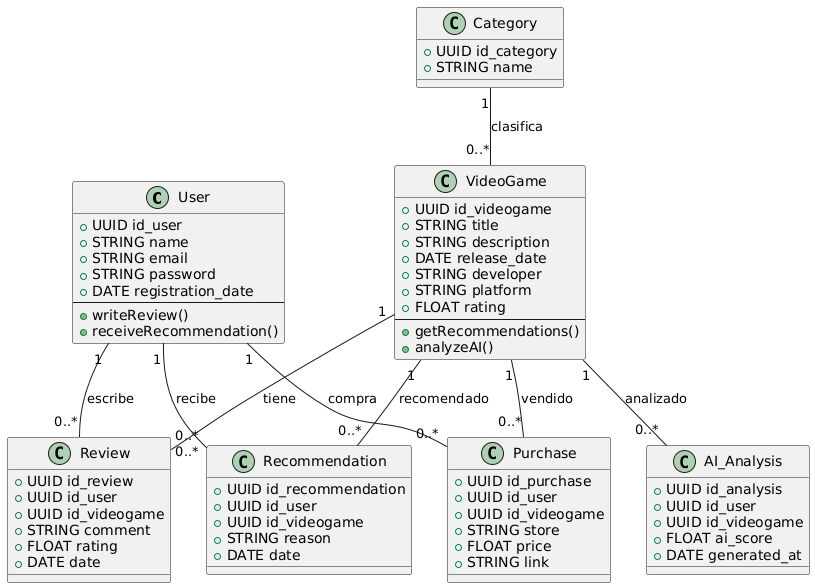 C Category
UUID id_category
STRING name
1
clasifica
0..*
C User
UUID id_user
STRING name
STRING email
STRING password
DATE registration_date
writeReview()
receiveRecommendation()
C VideoGame
UUID id_videogame
STRING title
STRING description
DATE release_date
STRING developer
STRING platform
FLOAT rating
getRecommendations()
analyzeAI()
1
1
1
1
1
1
1
escribe
recibe
tiene
compra
recomendado
vendido
analizado
0..*
0..*
0..*
0..*
0..*
0..*
0..*
C Review
UUID id_review
UUID id_user
UUID id_videogame
STRING comment
FLOAT rating
DATE date
C Recommendation
UUID id_recommendation
UUID id_user
UUID id_videogame
STRING reason
DATE date
C Purchase
UUID id_purchase
UUID id_user
UUID id_videogame
STRING store
FLOAT price
STRING link
C AI_Analysis
UUID id_analysis
UUID id_user
UUID id_videogame
FLOAT ai_score
DATE generated_at